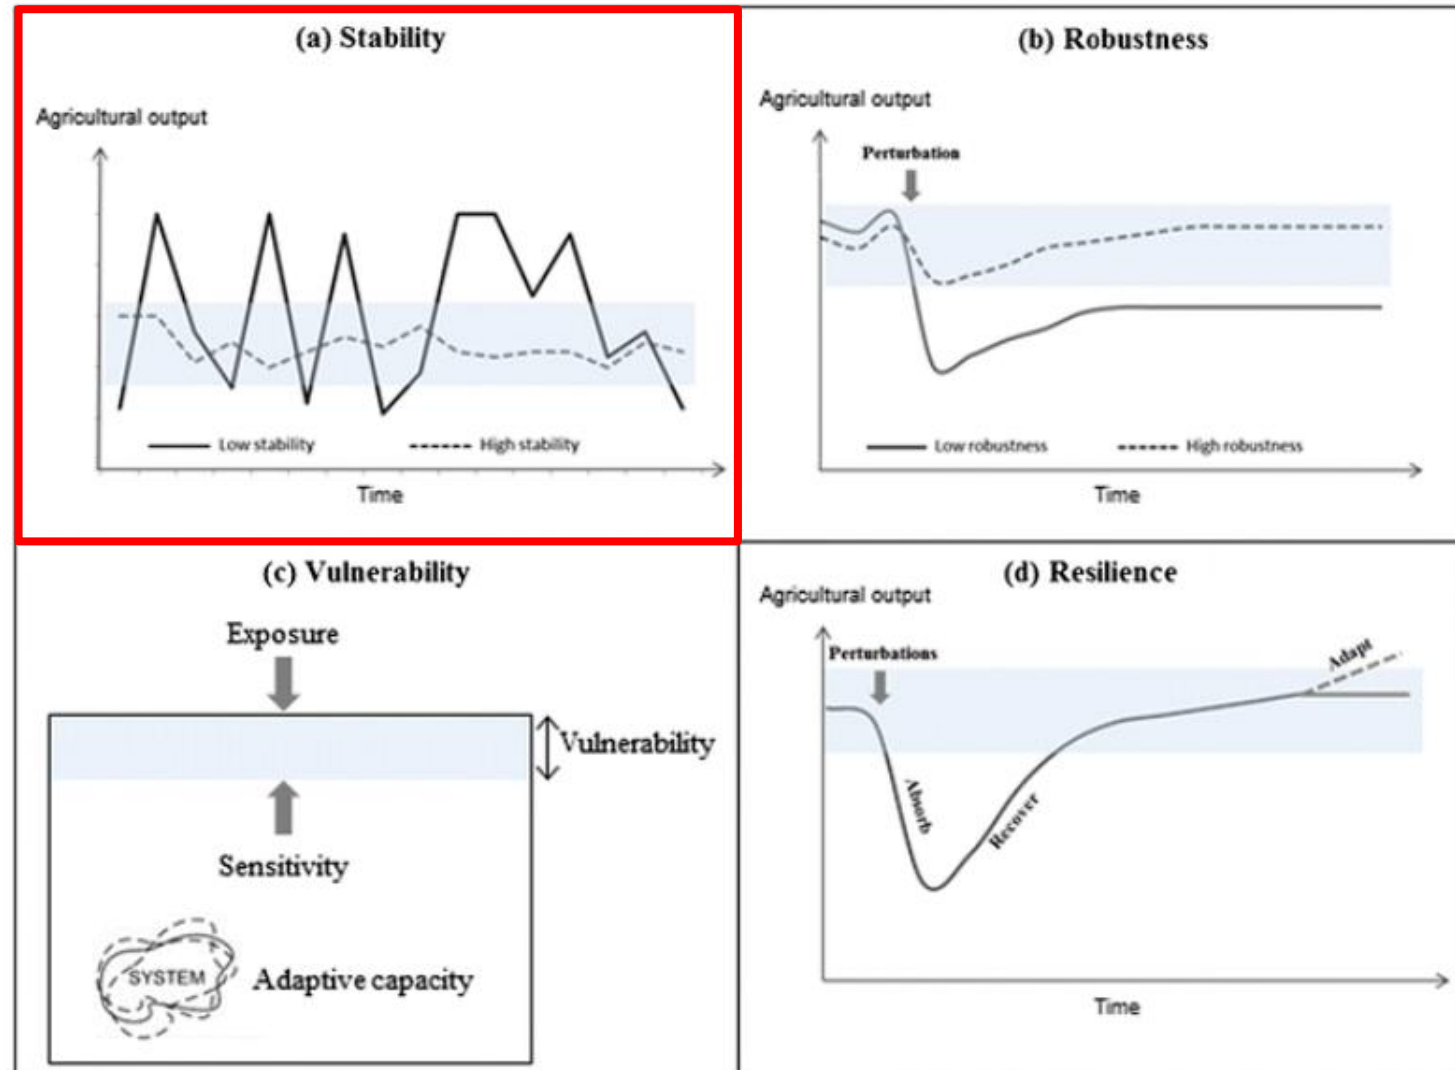 (a) Stability
Agricultural output
Low stability
High stability
Time
(b) Robustness
Agricultural output
Perturbation
Low robustness
High robustness
Time
(c) Vulnerability
Exposure
Vulnerability
Sensitivity
SYSTEM
Adaptive capacity
(d) Resilience
Agricultural output
Perturbations
Adapt
Absorb
Recover
Time